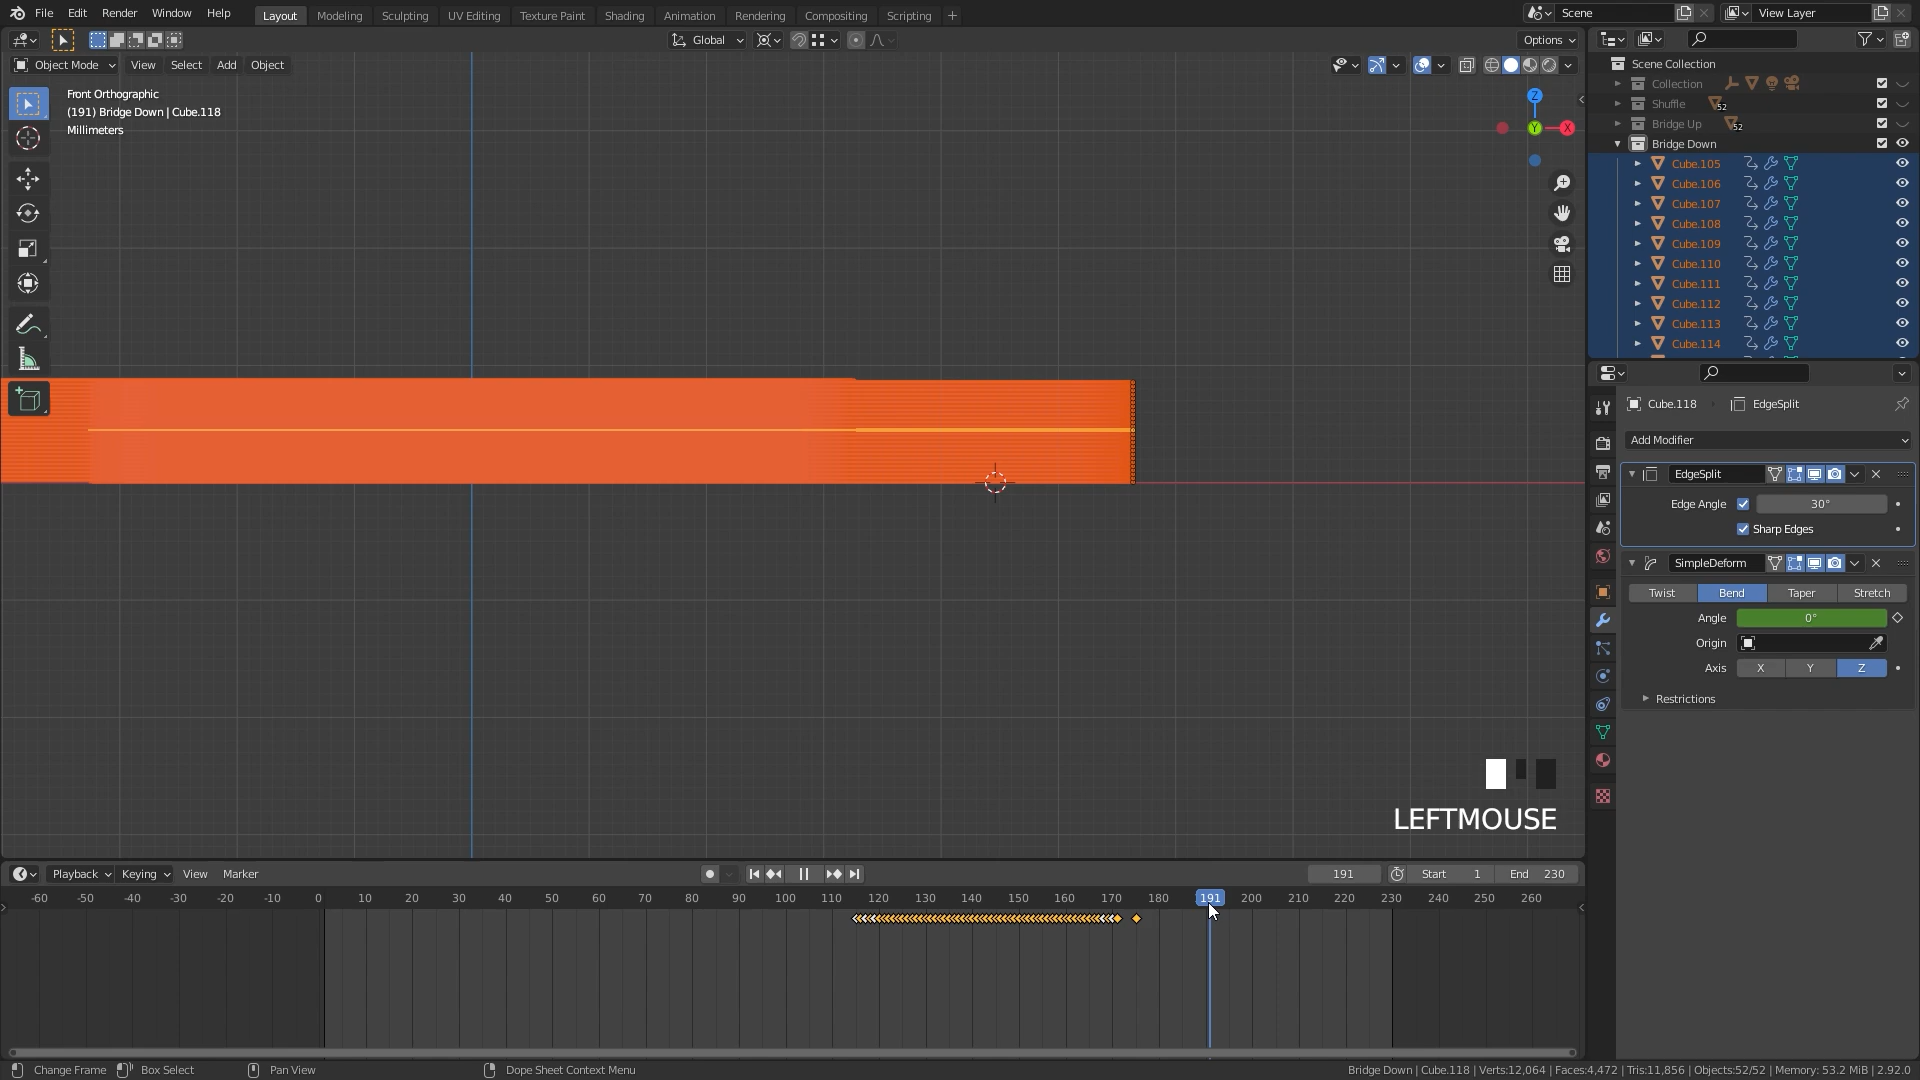 File Edit Render Window Help Layout Modeling Sculpting UV Editing Texture Paint Shading Animation Rendering Compositing Scripting + Scene View Layer
Global Options
Object Mode View Select Add Object
Front Orthographic
(191) Bridge Down | Cube.118
Millimeters
Z
Y X
Scene Collection
Collection
Shuffle 52
Bridge Up 52
Bridge Down
Cube.105
Cube.106
Cube.107
Cube.108
Cube.109
Cube.110
Cube.111
Cube.112
Cube.113
Cube.114
Cube.118 EdgeSplit
Add Modifier
EdgeSplit
Edge Angle 30°
Sharp Edges
SimpleDeform
Twist Bend Taper Stretch
Angle 0°
Origin
Axis X Y Z
Restrictions
LEFTMOUSE
Playback Keying View Marker 191 Start 1 End 230
-60 -50 -40 -30 -20 -10 0 10 20 30 40 50 60 70 80 90 100 110 120 130 140 150 160 170 180 191 200 210 220 230 240 250 260
Change Frame Box Select Pan View Dope Sheet Context Menu Bridge Down | Cube.118 | Verts:12,064 | Faces:4,472 | Tris:11,856 | Objects:52/52 | Memory: 53.2 MiB | 2.92.0